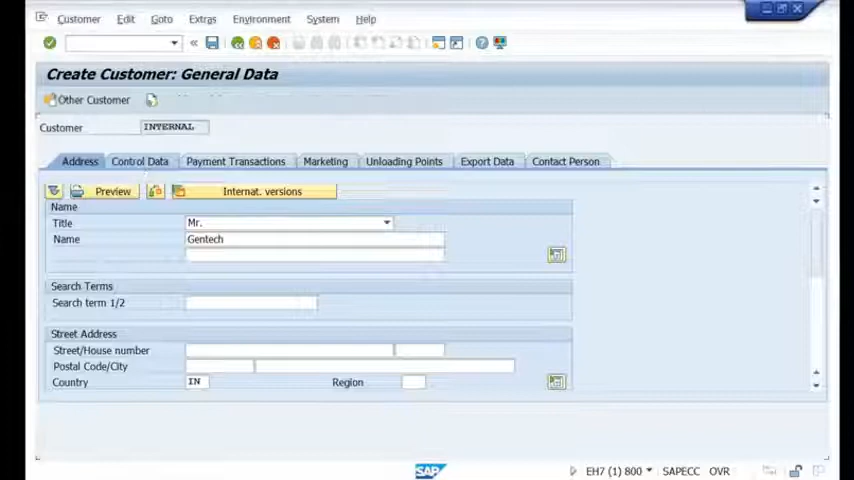 Customer Edit Goto Extras Environment System Help
«
Create Customer: General Data
Other Customer
Customer INTERNAL
Address Control Data Payment Transactions Marketing Unloading Points Export Data Contact Person
Preview Internat. versions
Name
Title Mr.
Name Gentech
Search Terms
Search term 1/2
Street Address
Street/House number
Postal Code/City
Country IN Region
SAP EH7 (1) 800 SAPECC OVR